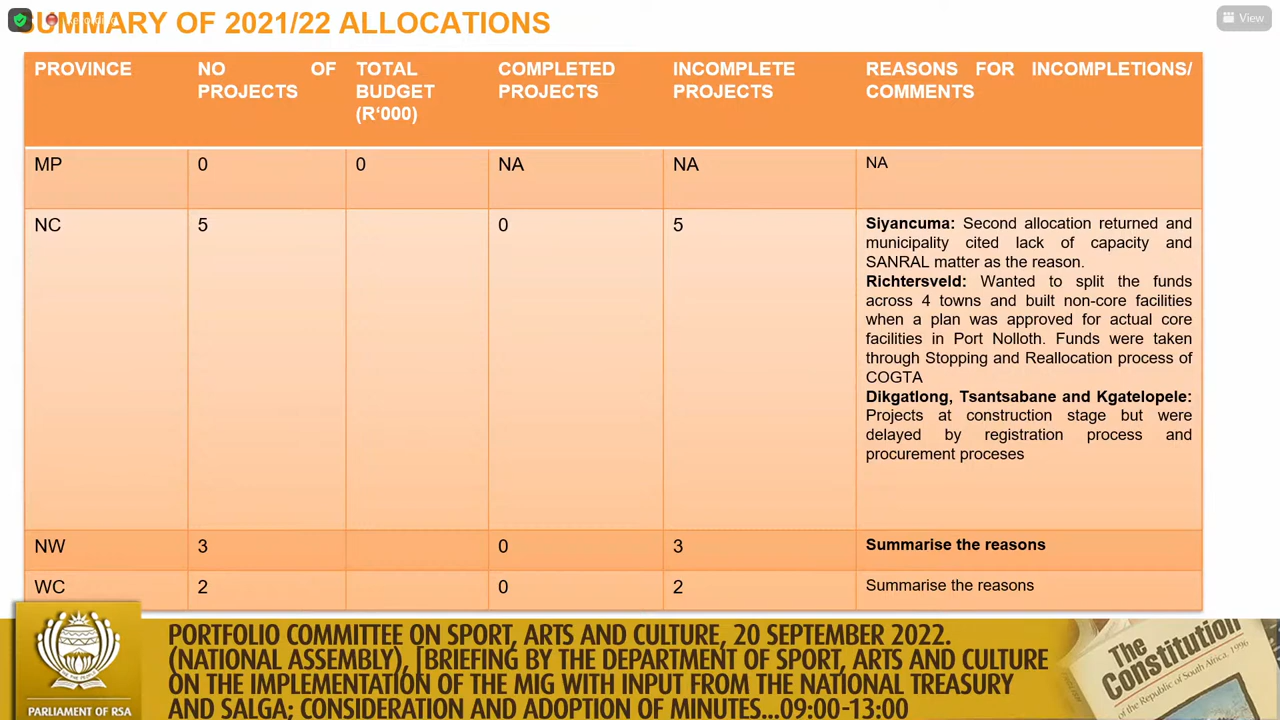 SUMMARY OF 2021/22 ALLOCATIONS
View
PROVINCE
NO OF
PROJECTS
TOTAL
BUDGET
(R'000)
COMPLETED
PROJECTS
INCOMPLETE
PROJECTS
REASONS FOR INCOMPLETIONS/
COMMENTS
MP
0
0
NA
NA
NA
NC
5
0
5
Siyancuma: Second allocation returned and
municipality cited lack of capacity and
SANRAL matter as the reason.
Richtersveld: Wanted to split the funds
across 4 towns and built non-core facilities
when a plan was approved for actual core
facilities in Port Nolloth. Funds were taken
through Stopping and Reallocation process of
COGTA
Dikgatlong, Tsantsabane and Kgatelopele:
Projects at construction stage but were
delayed by registration process and
procurement proceses
NW
3
0
3
Summarise the reasons
WC
2
0
2
Summarise the reasons
PARLIAMENT OF RSA
PORTFOLIO COMMITTEE ON SPORT, ARTS AND CULTURE, 20 SEPTEMBER 2022.
(NATIONAL ASSEMBLY), [BRIEFING BY THE DEPARTMENT OF SPORT, ARTS AND CULTURE
ON THE IMPLEMENTATION OF THE MIG WITH INPUT FROM THE NATIONAL TREASURY
AND SALGA; CONSIDERATION AND ADOPTION OF MINUTES...09:00-13:00
The
Constitution
of the Republic of South Africa, 1996